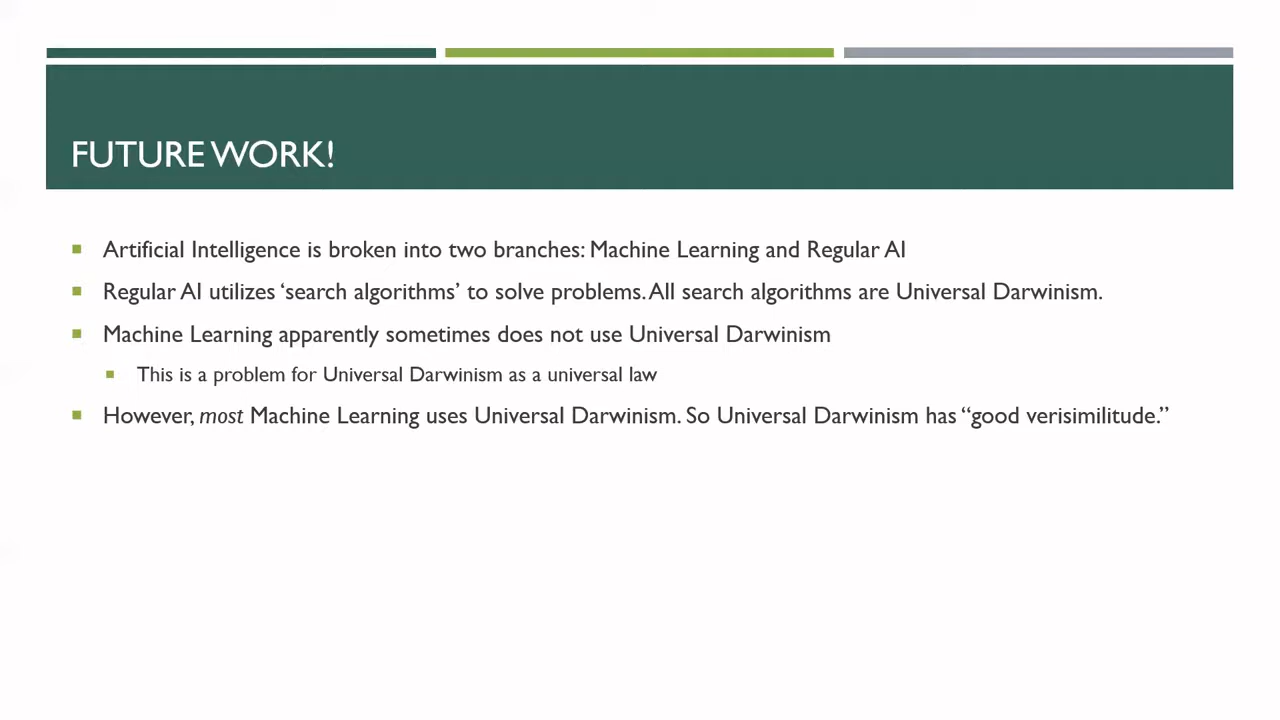 FUTURE WORK!
Artificial Intelligence is broken into two branches: Machine Learning and Regular AI
Regular AI utilizes ‘search algorithms’ to solve problems. All search algorithms are Universal Darwinism.
Machine Learning apparently sometimes does not use Universal Darwinism
This is a problem for Universal Darwinism as a universal law
However, most Machine Learning uses Universal Darwinism. So Universal Darwinism has “good verisimilitude.”